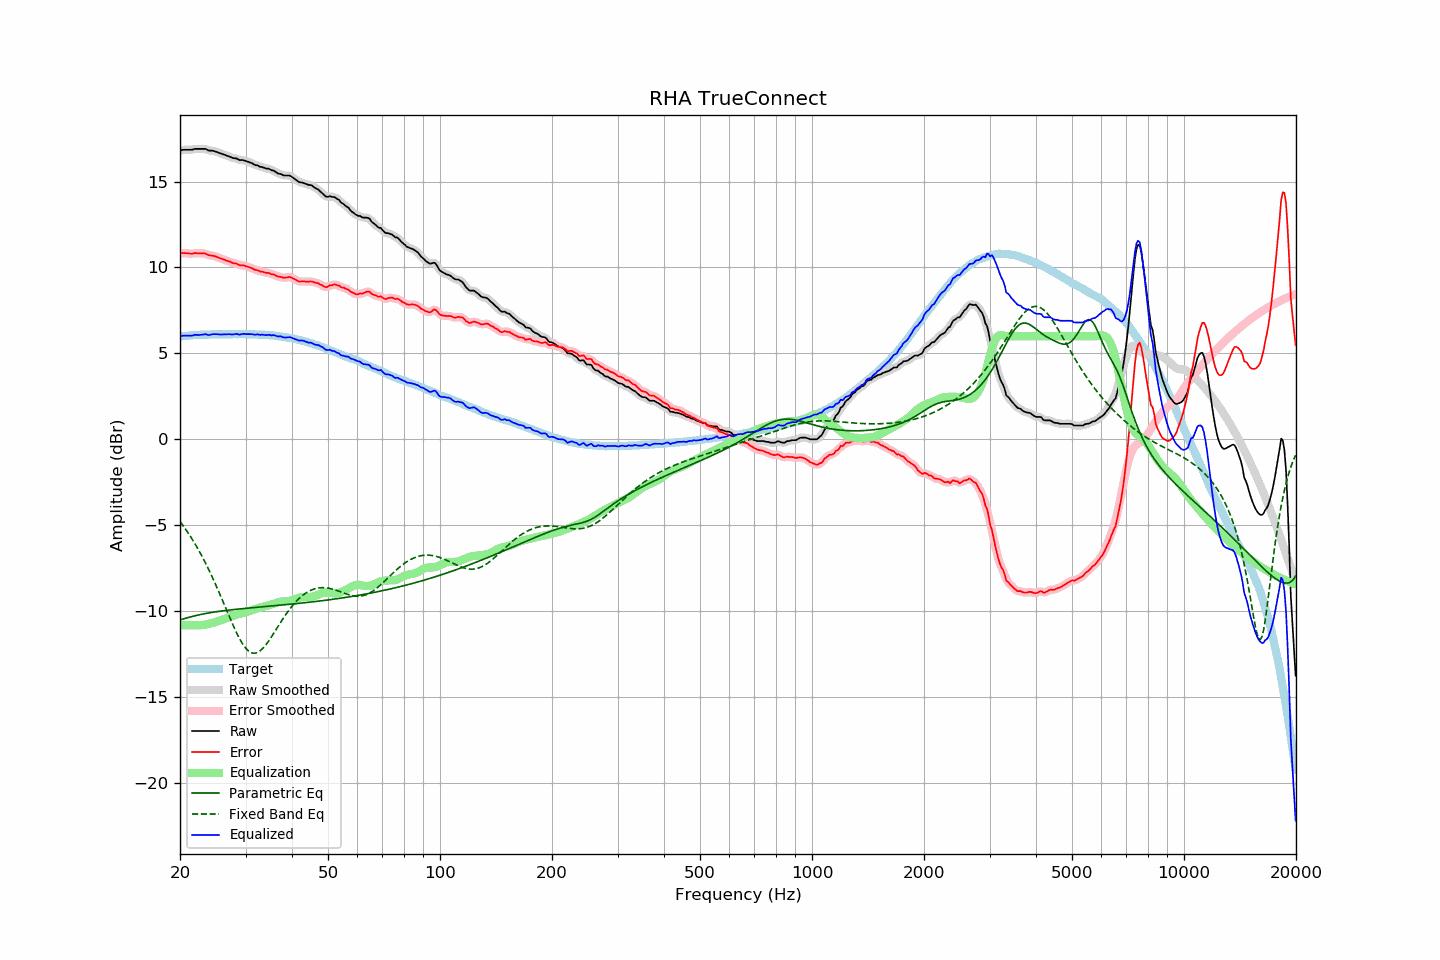 RHA TrueConnect
Amplitude (dBr)
15
10
5
0
−5
−10
−15
−20
Target
Raw Smoothed
Error Smoothed
Raw
Error
Equalization
Parametric Eq
Fixed Band Eq
Equalized
20 50 100 200 500 1000 2000 5000 10000 20000
Frequency (Hz)